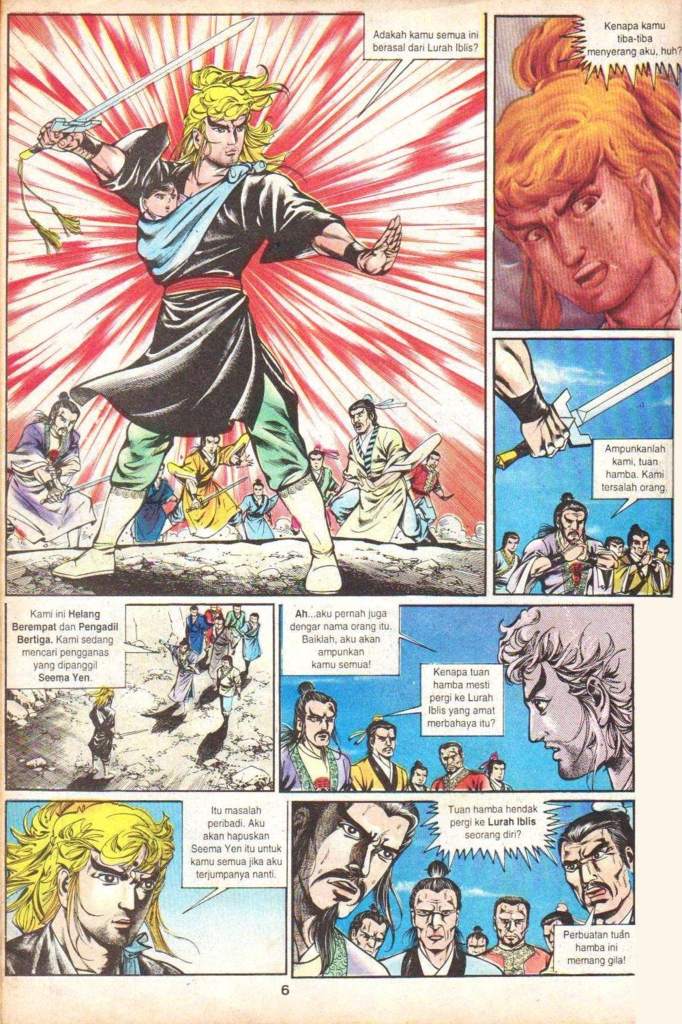 Adakah kamu semua ini
berasal dari Lurah Iblis?
Kenapa kamu
tiba-tiba
menyerang aku, huh?
Ampunkanlah
kami, tuan
hamba. Kami
tersalah orang.
Kami ini Helang
Berempat dan Pengadil
Bertiga. Kami sedang
mencari pengganas
yang dipanggil
Seema Yen.
Ah...aku pernah juga
dengar nama orang itu.
Baiklah, aku akan
ampunkan
kamu semua!
Kenapa tuan
hamba mesti
pergi ke Lurah
Iblis yang amat
merbahaya itu?
Itu masalah
peribadi. Aku
akan hapuskan
Seema Yen itu untuk
kamu semua jika aku
terjumpanya nanti.
Tuan hamba hendak
pergi ke Lurah Iblis
seorang diri?
Perbuatan tuan
hamba ini
memang gila!
6